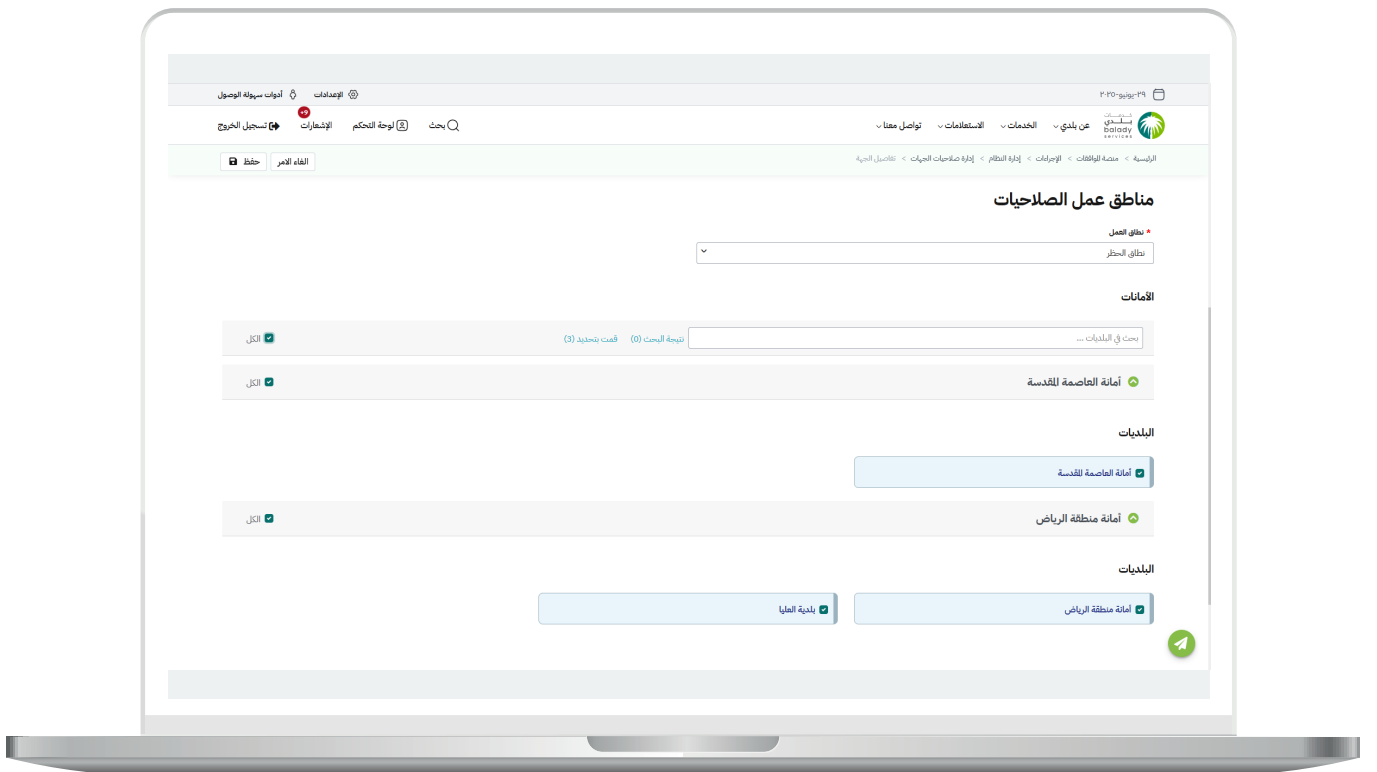 ٢٩-يونيو-٢٠٢٥ الإعدادات أدوات سهولة الوصول
خدمات
بلدي
balady
services
عن بلدي الخدمات الاستعلامات تواصل معنا بحث لوحة التحكم الإشعارات +9 تسجيل الخروج
الرئيسية > منصة الموافقات > الإجراءات > إدارة النظام > إدارة صلاحيات الجهات > تفاصيل الجهة الغاء الامر حفظ
مناطق عمل الصلاحيات
* نطاق العمل
نطاق الحظر
الأمانات
بحث في البلديات ... نتيجة البحث (0) قمت بتحديد (3) الكل
أمانة العاصمة المقدسة الكل
البلديات
أمانة العاصمة المقدسة
أمانة منطقة الرياض الكل
البلديات
أمانة منطقة الرياض بلدية العليا